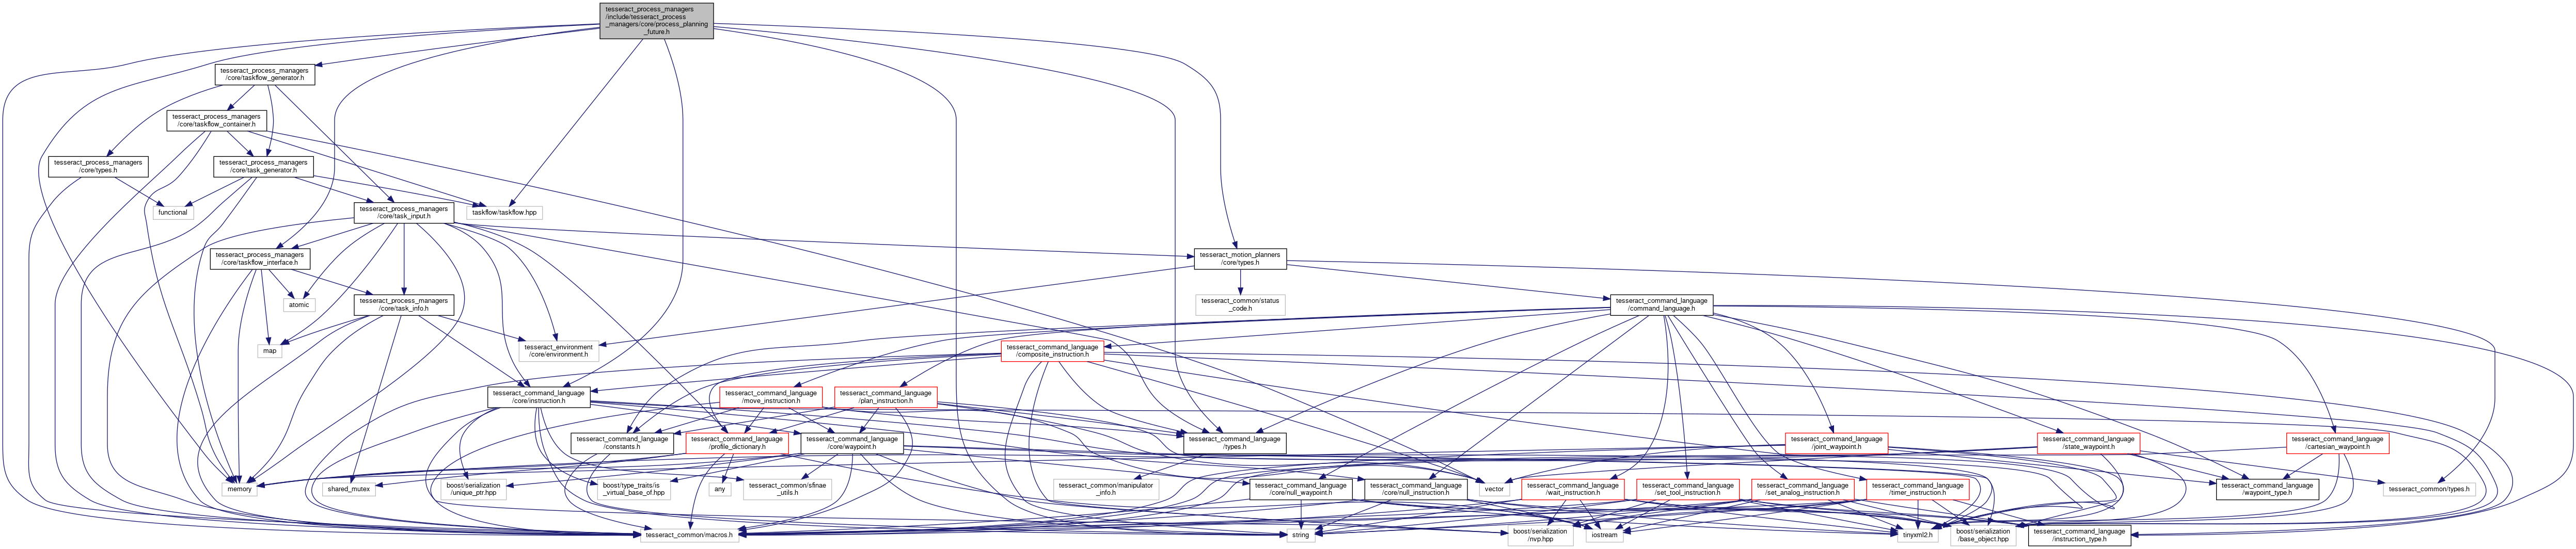 tesseract_process_managers
/include/tesseract_process
_managers/core/process_planning
_future.h
tesseract_process_managers
/core/taskflow_generator.h
tesseract_process_managers
/core/taskflow_container.h
tesseract_process_managers
/core/types.h
tesseract_process_managers
/core/task_generator.h
functional
tesseract_process_managers
/core/task_input.h
taskflow/taskflow.hpp
tesseract_process_managers
/core/taskflow_interface.h
tesseract_motion_planners
/core/types.h
atomic
tesseract_process_managers
/core/task_info.h
tesseract_common/status
_code.h
tesseract_command_language
/command_language.h
map
tesseract_environment
/core/environment.h
tesseract_command_language
/composite_instruction.h
tesseract_command_language
/core/instruction.h
tesseract_command_language
/move_instruction.h
tesseract_command_language
/plan_instruction.h
tesseract_command_language
/constants.h
tesseract_command_language
/profile_dictionary.h
tesseract_command_language
/core/waypoint.h
tesseract_command_language
/types.h
tesseract_command_language
/joint_waypoint.h
tesseract_command_language
/state_waypoint.h
tesseract_command_language
/cartesian_waypoint.h
memory
shared_mutex
boost/serialization
/unique_ptr.hpp
boost/type_traits/is
_virtual_base_of.hpp
any
tesseract_common/sfinae
_utils.h
tesseract_common/manipulator
_info.h
tesseract_command_language
/core/null_waypoint.h
tesseract_command_language
/core/null_instruction.h
vector
tesseract_command_language
/wait_instruction.h
tesseract_command_language
/set_tool_instruction.h
tesseract_command_language
/set_analog_instruction.h
tesseract_command_language
/timer_instruction.h
tesseract_command_language
/waypoint_type.h
tesseract_common/types.h
tesseract_common/macros.h
string
boost/serialization
/nvp.hpp
iostream
tinyxml2.h
boost/serialization
/base_object.hpp
tesseract_command_language
/instruction_type.h